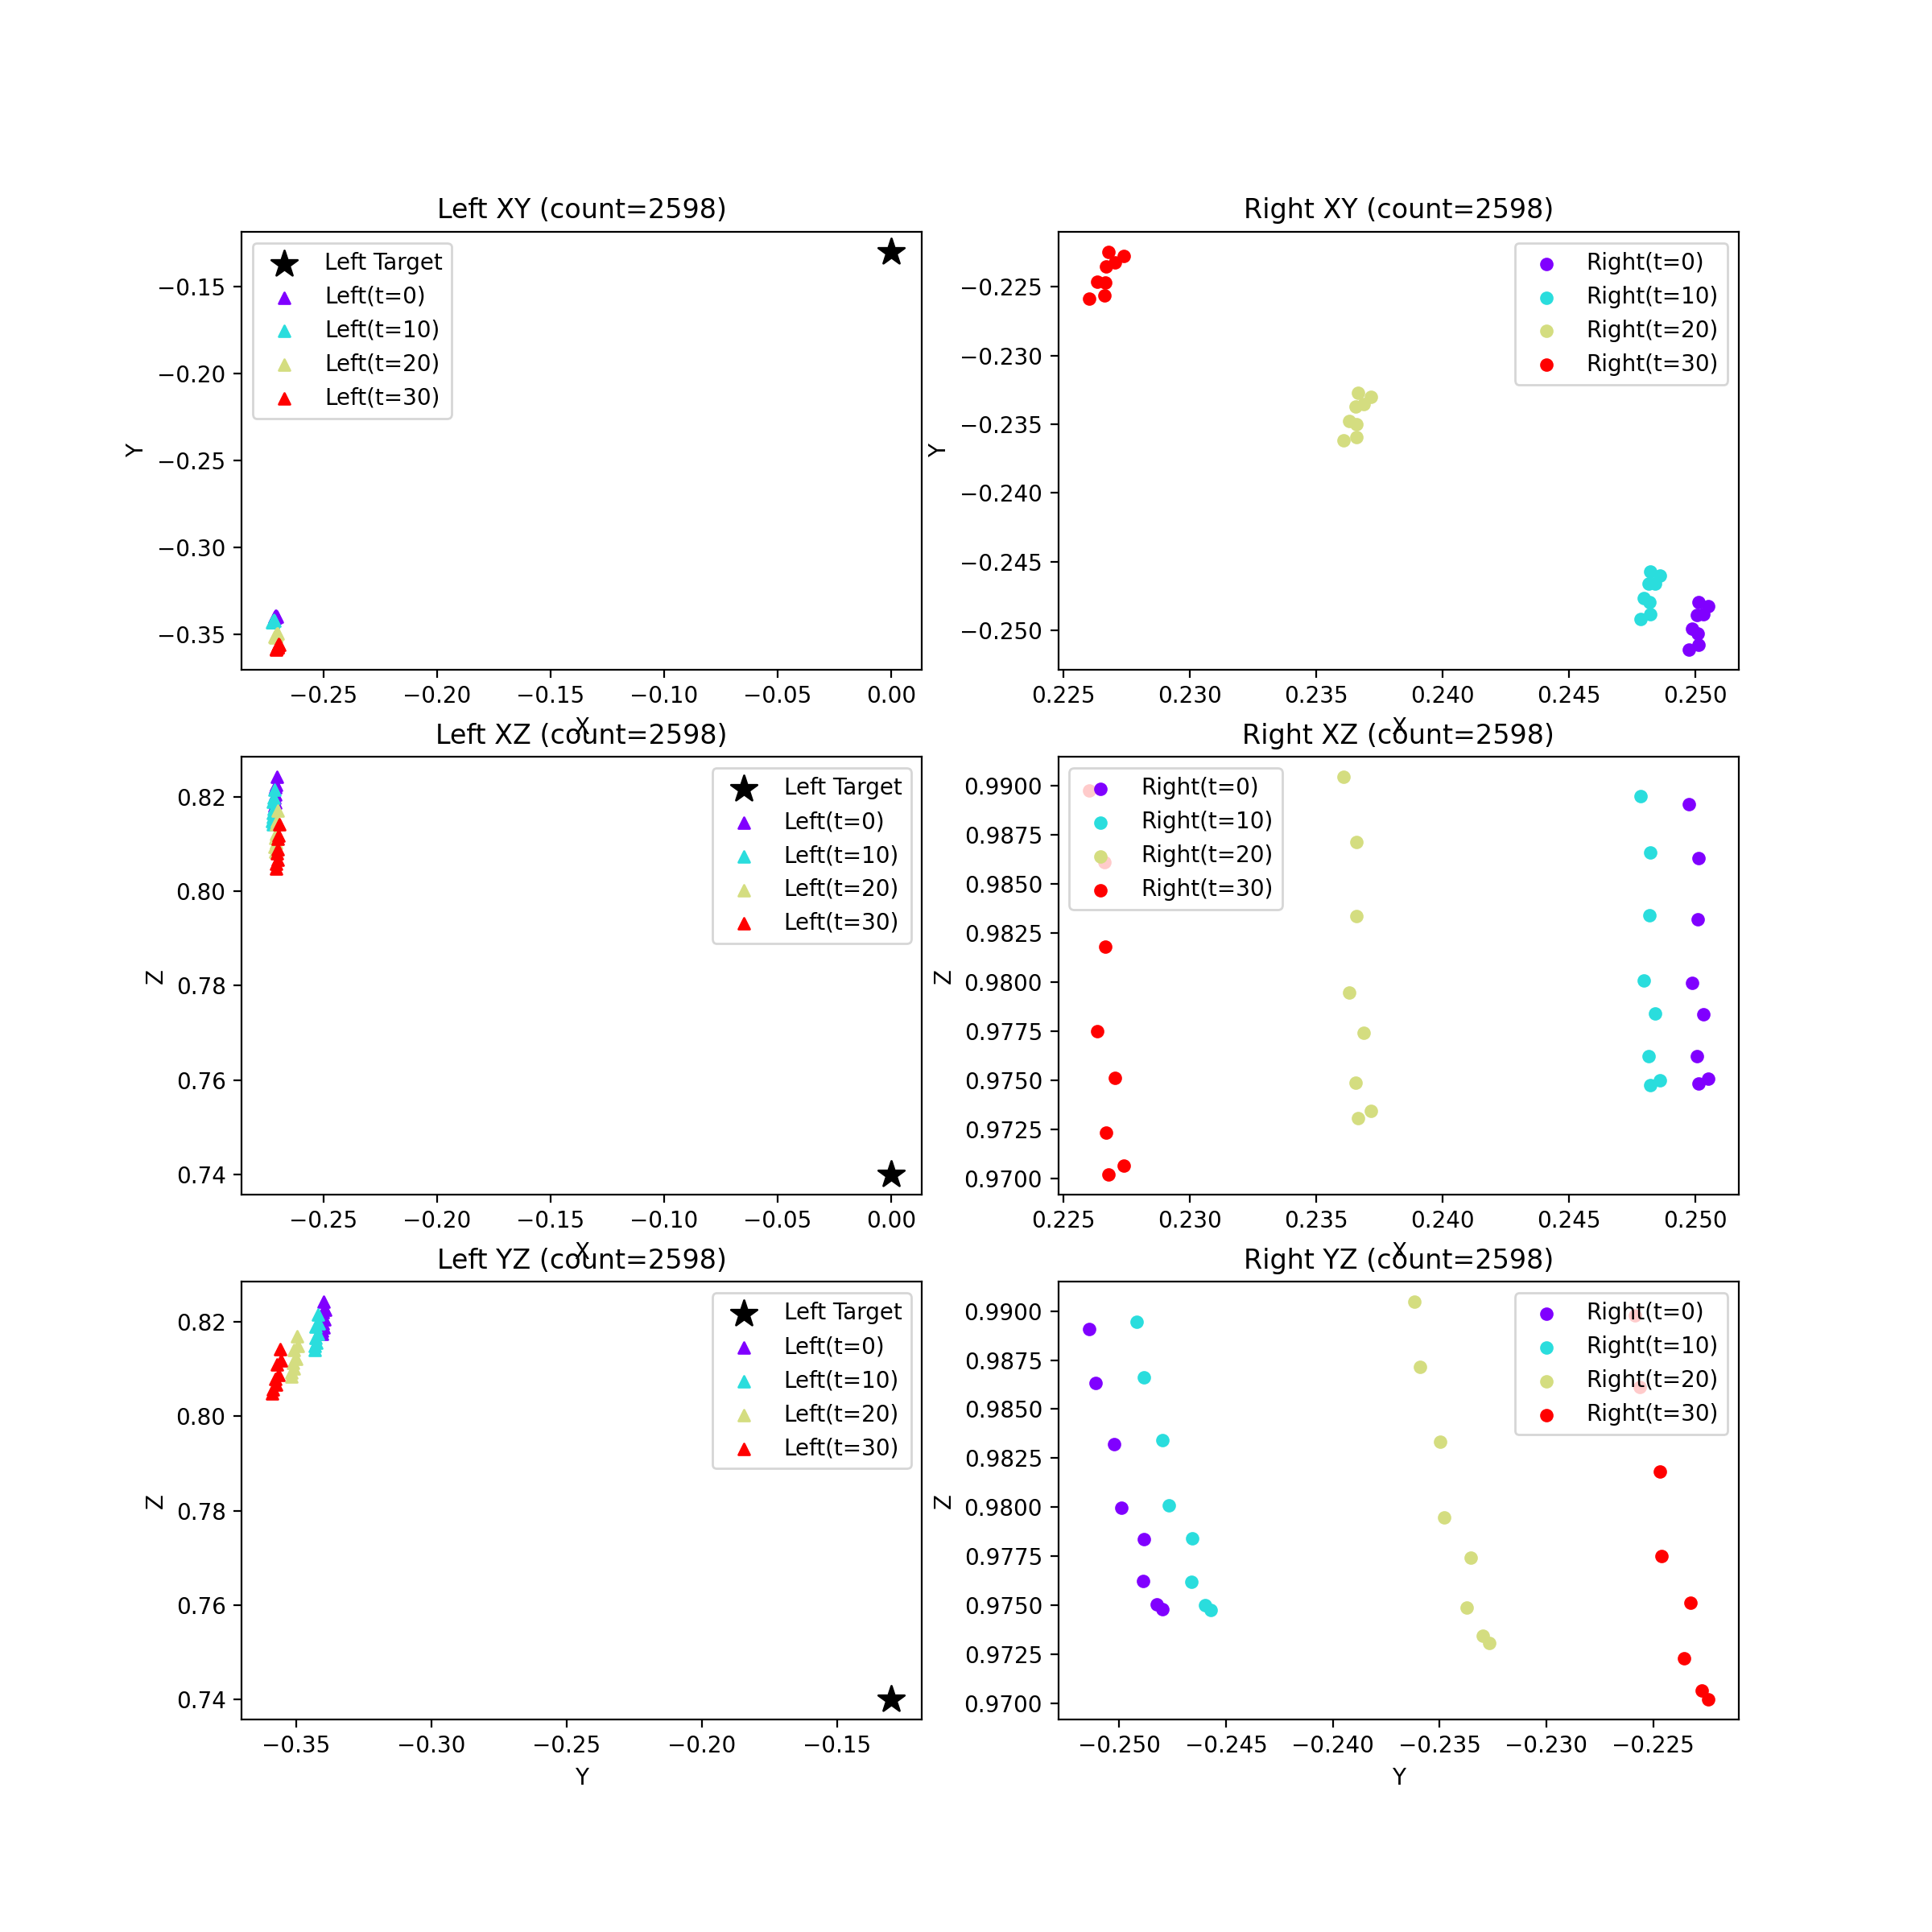 Left XY (count=2598)
Left Target
Left(t=0)
Left(t=10)
Left(t=20)
Left(t=30)
Y
−0.15
−0.20
−0.25
−0.30
−0.35
−0.25
−0.20
−0.15
−0.10
−0.05
0.00
X
Right XY (count=2598)
Right(t=0)
Right(t=10)
Right(t=20)
Right(t=30)
Y
−0.225
−0.230
−0.235
−0.240
−0.245
−0.250
0.225
0.230
0.235
0.240
0.245
0.250
X
Left XZ (count=2598)
Left Target
Left(t=0)
Left(t=10)
Left(t=20)
Left(t=30)
Z
0.82
0.80
0.78
0.76
0.74
−0.25
−0.20
−0.15
−0.10
−0.05
0.00
X
Right XZ (count=2598)
Right(t=0)
Right(t=10)
Right(t=20)
Right(t=30)
Z
0.9900
0.9875
0.9850
0.9825
0.9800
0.9775
0.9750
0.9725
0.9700
0.225
0.230
0.235
0.240
0.245
0.250
X
Left YZ (count=2598)
Left Target
Left(t=0)
Left(t=10)
Left(t=20)
Left(t=30)
Z
0.82
0.80
0.78
0.76
0.74
−0.35
−0.30
−0.25
−0.20
−0.15
Y
Right YZ (count=2598)
Right(t=0)
Right(t=10)
Right(t=20)
Right(t=30)
Z
0.9900
0.9875
0.9850
0.9825
0.9800
0.9775
0.9750
0.9725
0.9700
−0.250
−0.245
−0.240
−0.235
−0.230
−0.225
Y